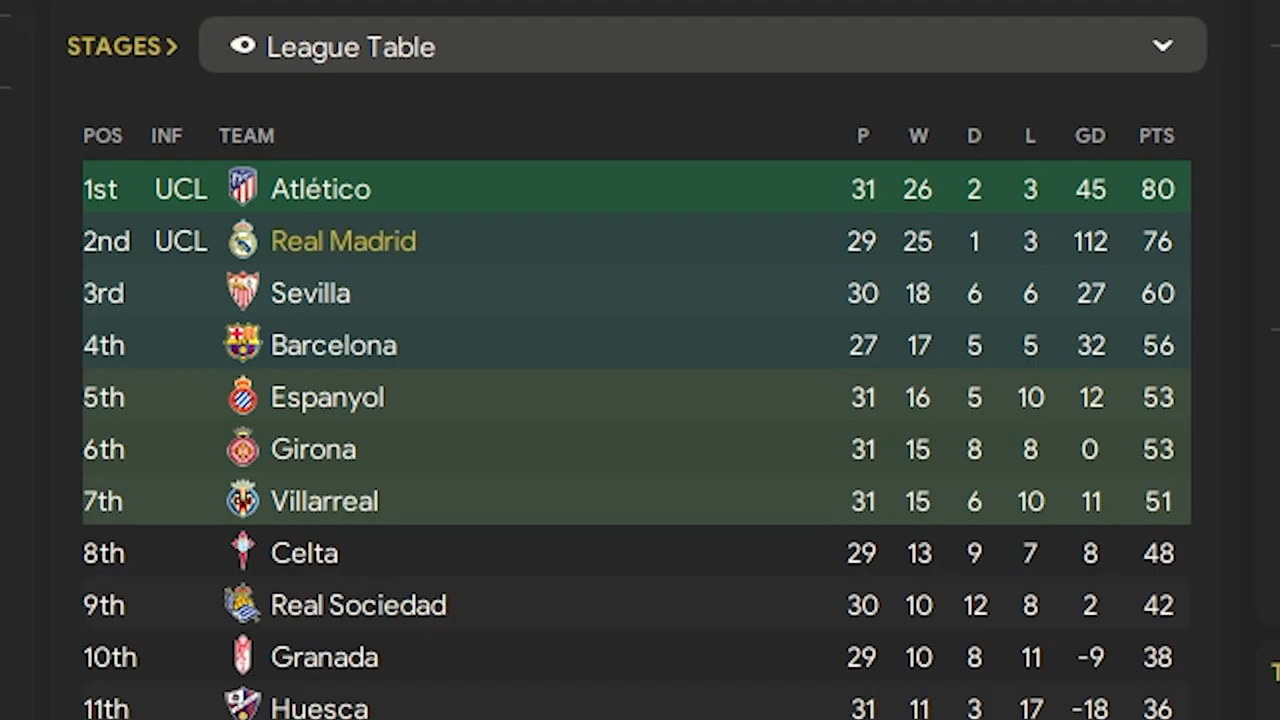 STAGES> League Table
POS INF TEAM P W D L GD PTS
1st UCL Atlético 31 26 2 3 45 80
2nd UCL Real Madrid 29 25 1 3 112 76
3rd Sevilla 30 18 6 6 27 60
4th Barcelona 27 17 5 5 32 56
5th Espanyol 31 16 5 10 12 53
6th Girona 31 15 8 8 0 53
7th Villarreal 31 15 6 10 11 51
8th Celta 29 13 9 7 8 48
9th Real Sociedad 30 10 12 8 2 42
10th Granada 29 10 8 11 -9 38
11th Huesca 31 11 3 17 -18 36